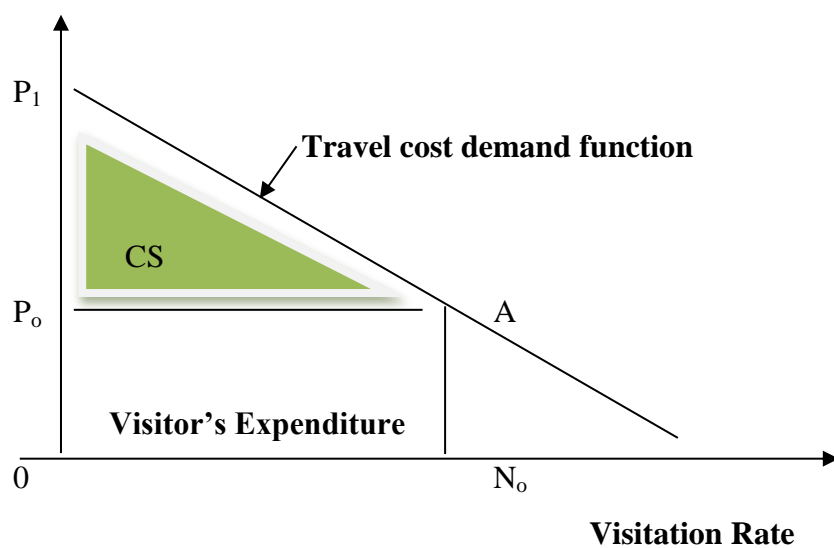 P₁
Travel cost demand function
CS
Pₒ
A
Visitor’s Expenditure
0
Nₒ
Visitation Rate